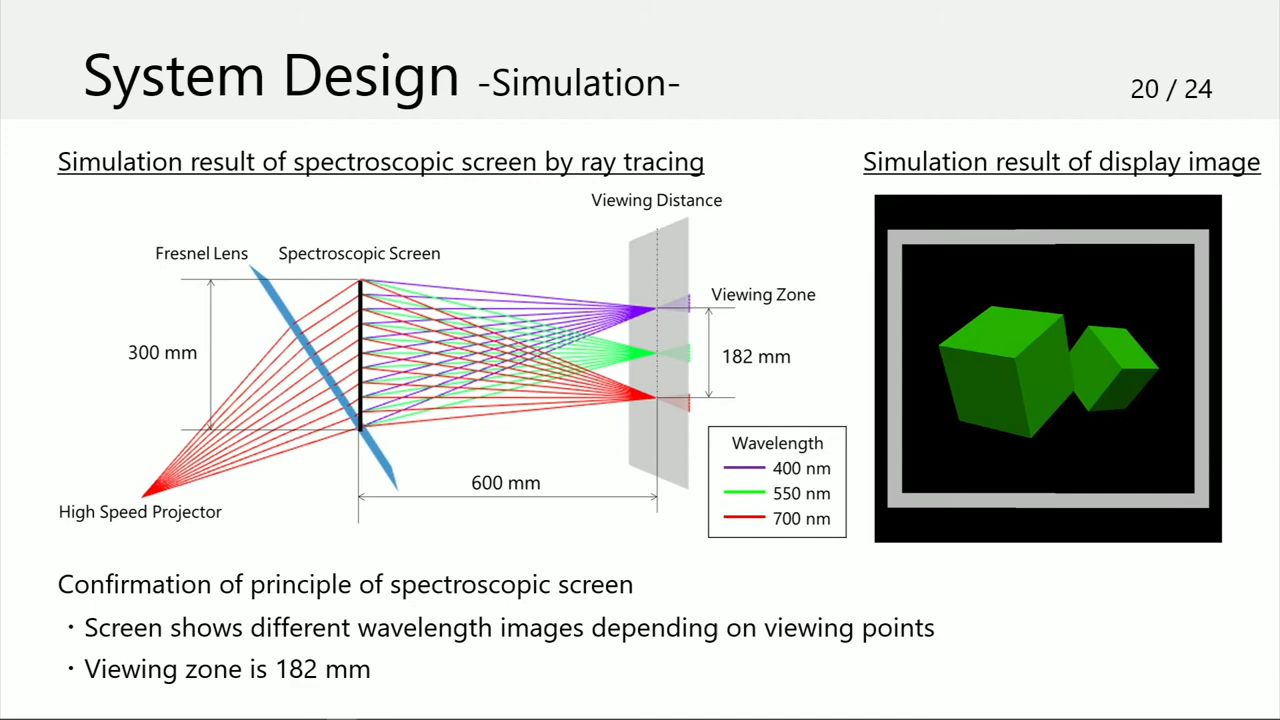 System Design -Simulation-
20 / 24
Simulation result of spectroscopic screen by ray tracing
Simulation result of display image
Viewing Distance
Fresnel Lens
Spectroscopic Screen
Viewing Zone
300 mm
182 mm
Wavelength
400 nm
550 nm
700 nm
600 mm
High Speed Projector
Confirmation of principle of spectroscopic screen
・Screen shows different wavelength images depending on viewing points
・Viewing zone is 182 mm